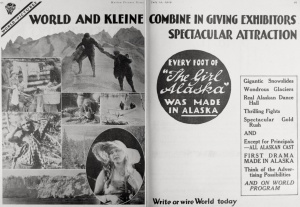 WORLD AND KLEINE COMBINE IN GIVING EXHIBITORS
SPECTACULAR ATTRACTION
EVERY FOOT OF
"The Girl
Alaska"
WAS MADE
IN ALASKA
Gigantic Snowslides
Wondrous Glaciers
Real Alaskan Dance
Hall
Thrilling Fights
Spectacular Gold
Rush
AND
Except for Principals
—ALL ALASKAN CAST
FIRST DRAMA
MADE IN ALASKA
Think of the Adver-
tising Possibilities
AND ON WORLD
PROGRAM
Write or wire World today